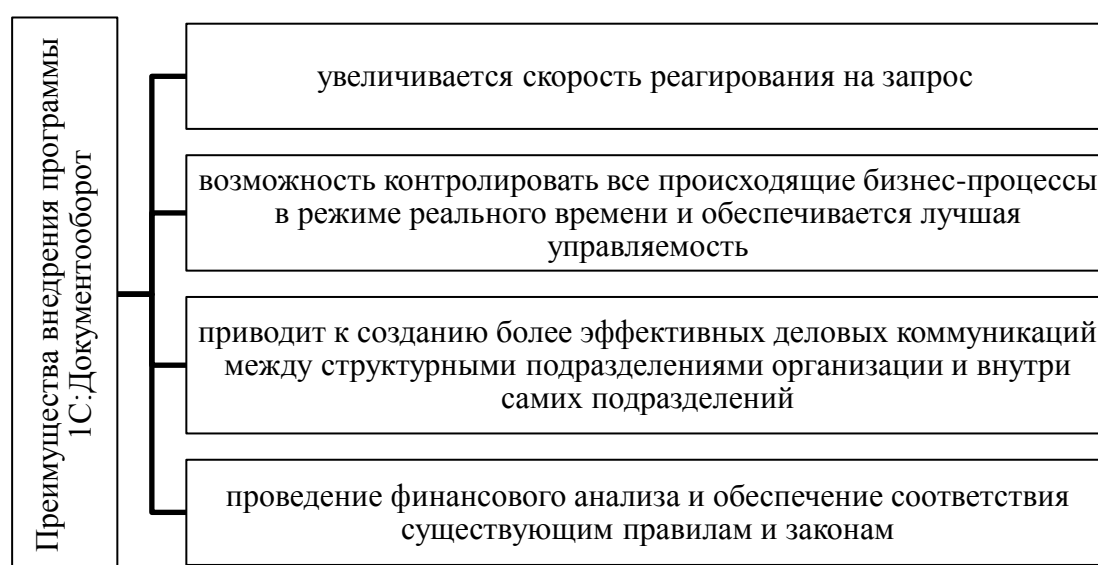 Преимущества внедрения программы
1С:Документооборот
увеличивается скорость реагирования на запрос
возможность контролировать все происходящие бизнес-процессы
в режиме реального времени и обеспечивается лучшая
управляемость
приводит к созданию более эффективных деловых коммуникаций
между структурными подразделениями организации и внутри
самих подразделений
проведение финансового анализа и обеспечение соответствия
существующим правилам и законам